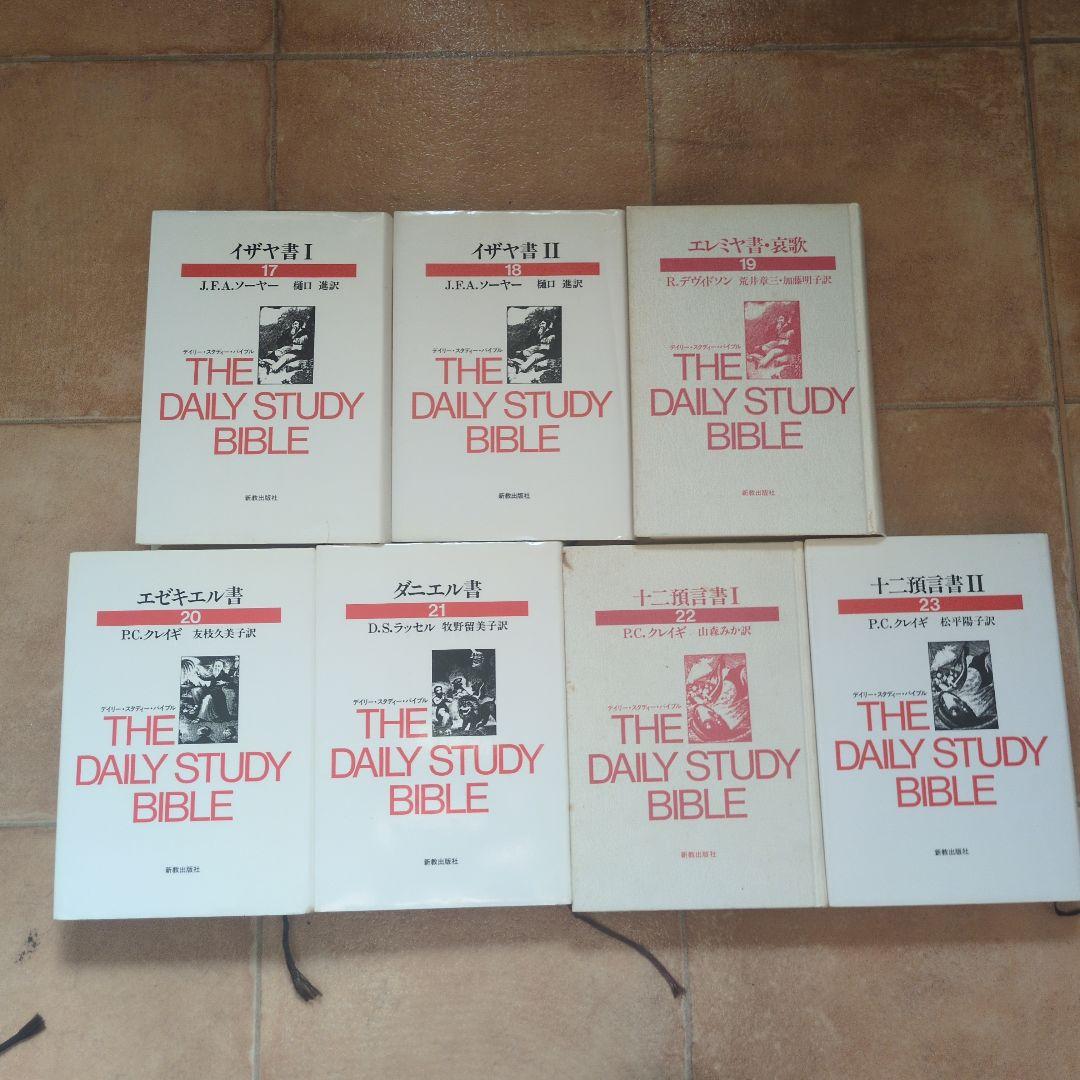 イザヤ書 I
17
J.F.A.ソーヤー 樋口 進訳
デイリー・スタディー・バイブル
THE
DAILY STUDY
BIBLE
新教出版社
イザヤ書 II
18
J.F.A.ソーヤー 樋口 進訳
デイリー・スタディー・バイブル
THE
DAILY STUDY
BIBLE
新教出版社
エレミヤ書・哀歌
19
R.デヴィドソン 荒井章三・加藤明子訳
デイリー・スタディー・バイブル
THE
DAILY STUDY
BIBLE
新教出版社
エゼキエル書
20
P.C.クレイギ 友枝久美子訳
デイリー・スタディー・バイブル
THE
DAILY STUDY
BIBLE
新教出版社
ダニエル書
21
D.S.ラッセル 牧野留美子訳
デイリー・スタディー・バイブル
THE
DAILY STUDY
BIBLE
新教出版社
十二預言書 I
22
P.C.クレイギ 山森みか訳
デイリー・スタディー・バイブル
THE
DAILY STUDY
BIBLE
新教出版社
十二預言書 II
23
P.C.クレイギ 松平陽子訳
デイリー・スタディー・バイブル
THE
DAILY STUDY
BIBLE
新教出版社